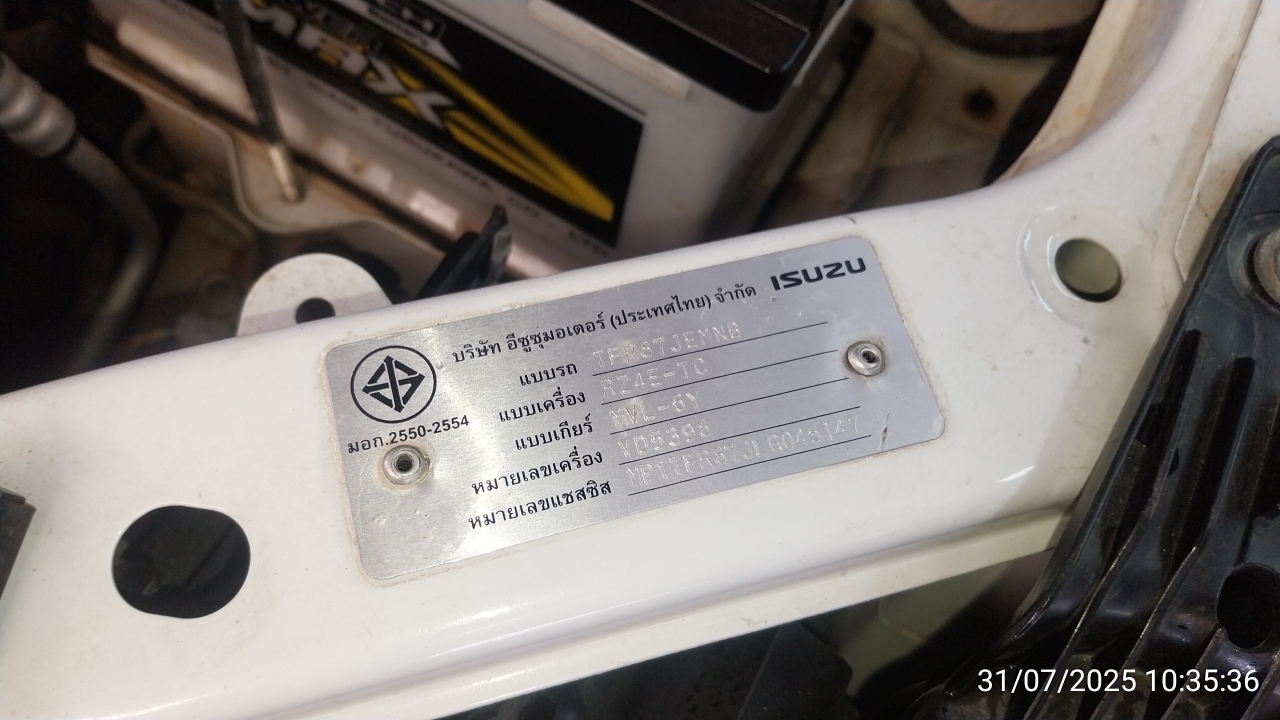 MAX
บริษัท อีซูซุมอเตอร์ (ประเทศไทย) จำกัด ISUZU
แบบรถ TFR87JEMNB
แบบเครื่อง RZ4E-TC
แบบเกียร์ MVL-6Y
มอก.2550-2554
หมายเลขเครื่อง VD5398
หมายเลขแชสซิส
31/07/2025 10:35:36